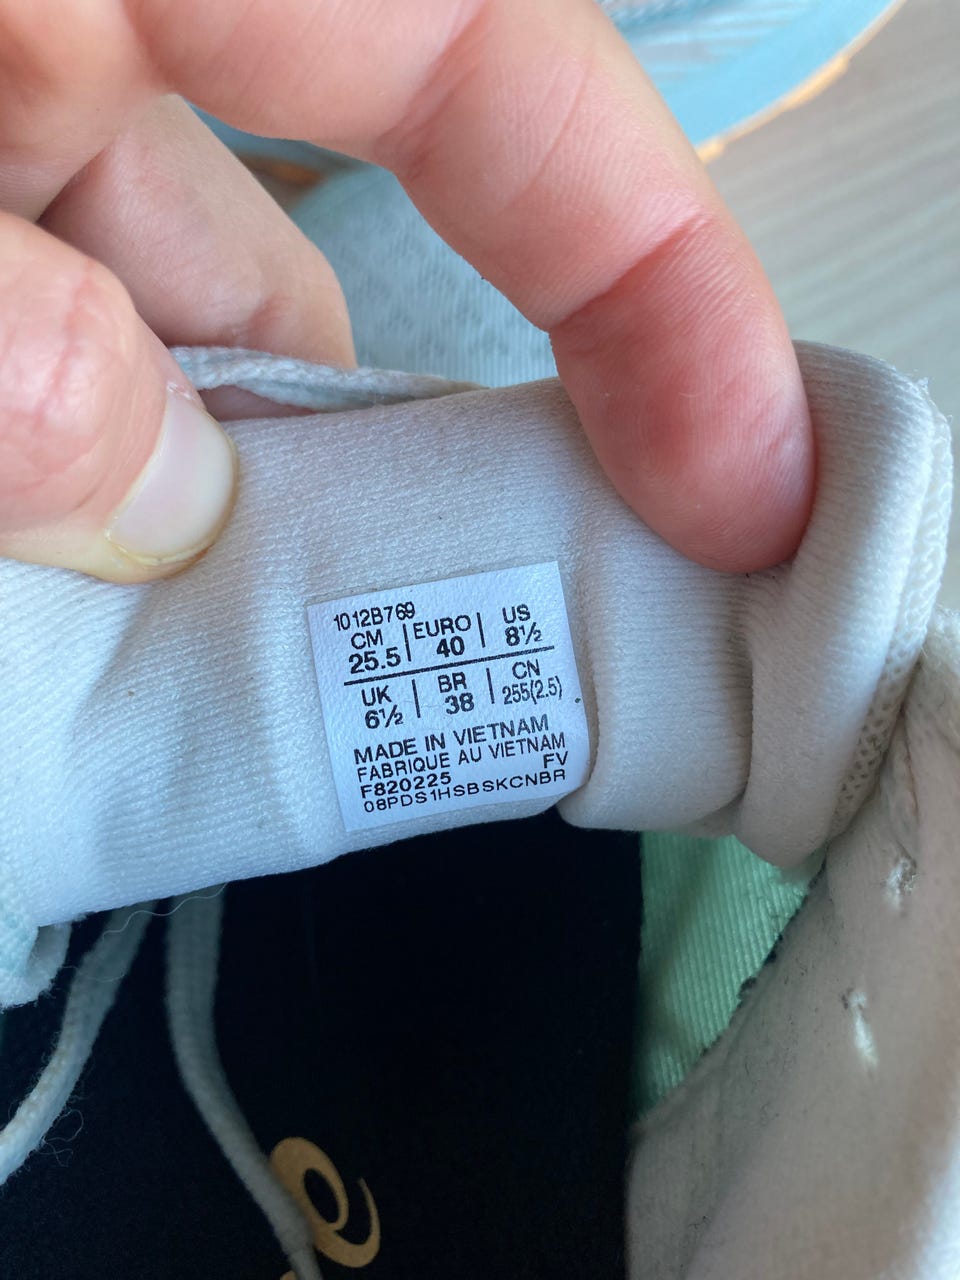 1012B769
CM | EURO | US
25.5 | 40 | 8½
UK | BR | CN
6½ | 38 | 255(2.5)
MADE IN VIETNAM
FABRIQUE AU VIETNAM
F820225 FV
08PDS1HSBSKCNBR